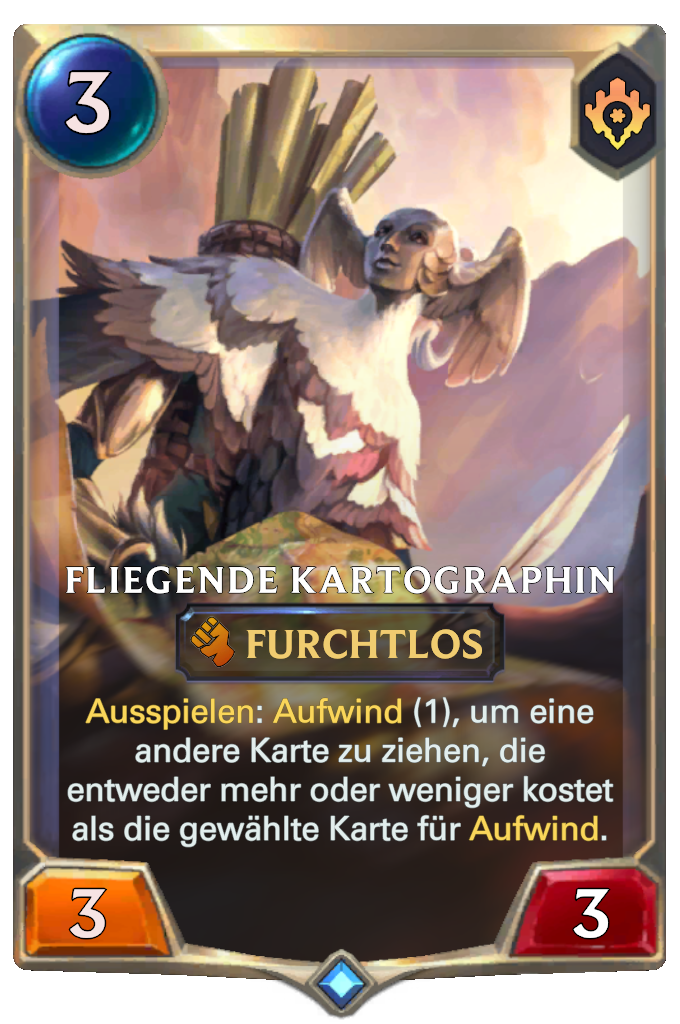 3
FLIEGENDE KARTOGRAPHIN
FURCHTLOS
Ausspielen: Aufwind (1), um eine
andere Karte zu ziehen, die
entweder mehr oder weniger kostet
als die gewählte Karte für Aufwind.
3 3